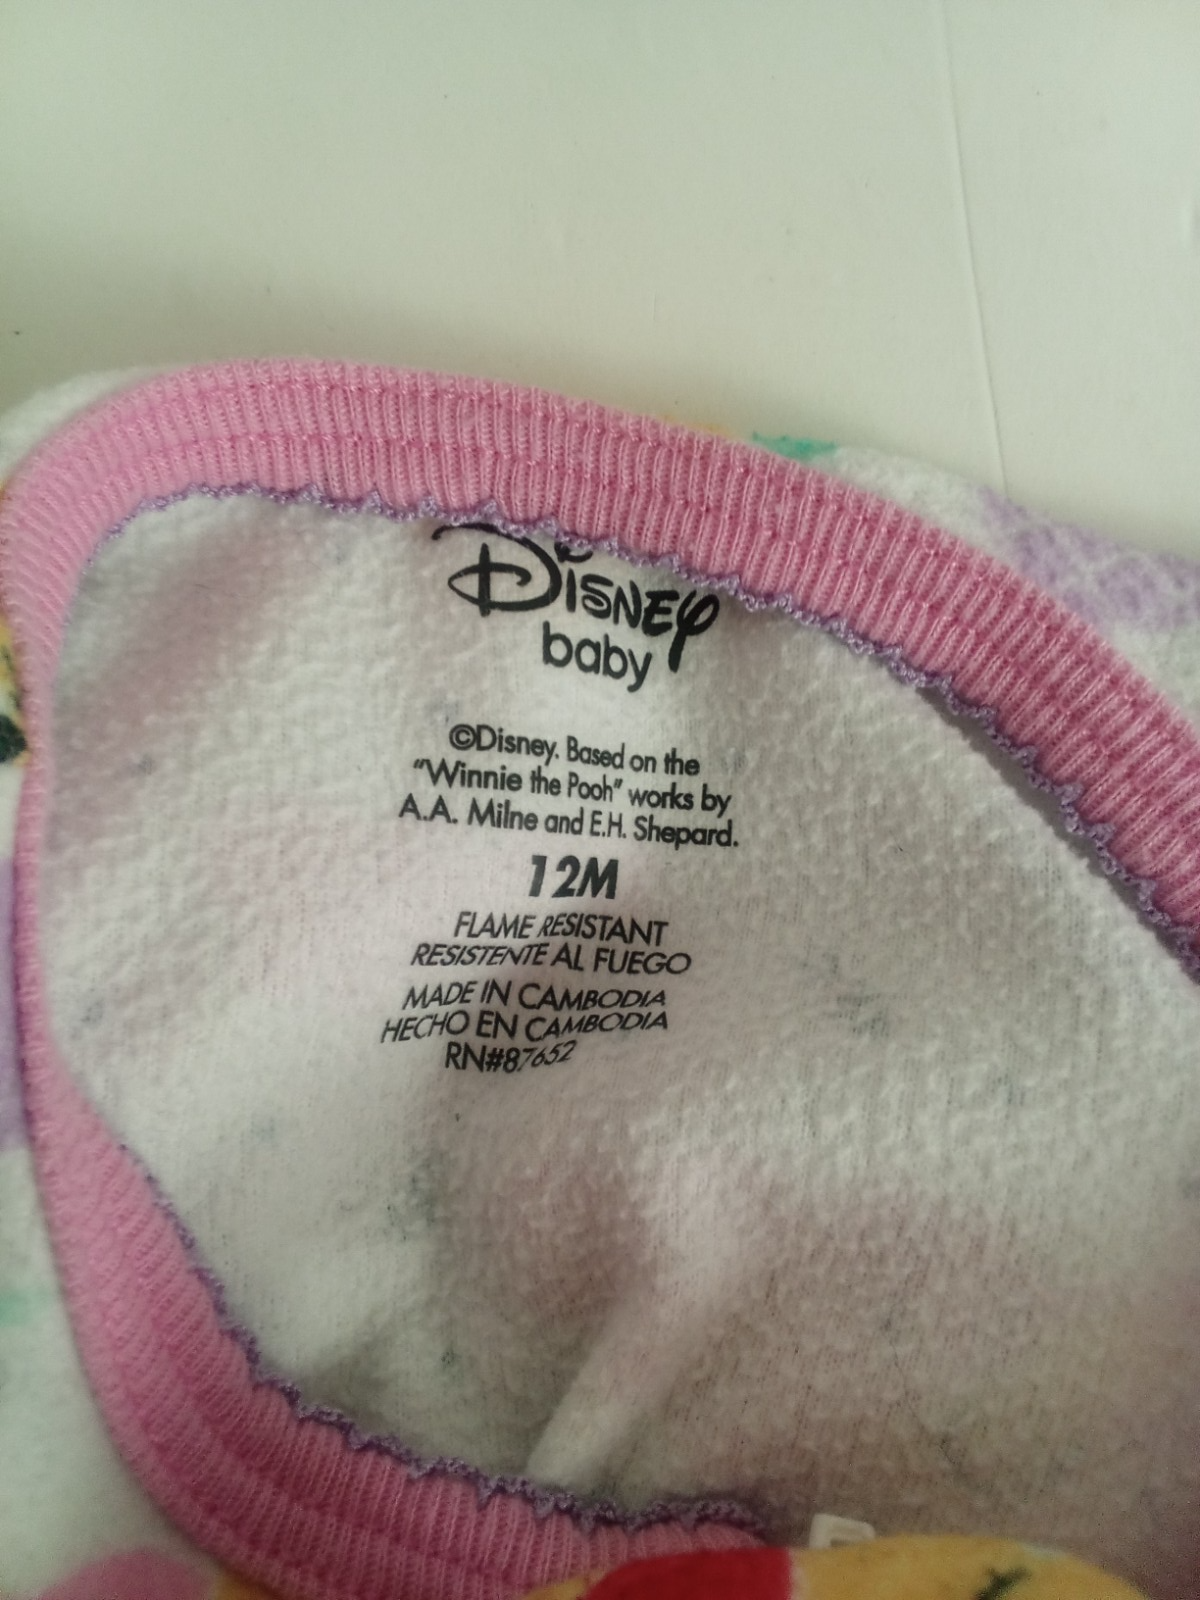 Disney
baby
©Disney. Based on the
"Winnie the Pooh" works by
A.A. Milne and E.H. Shepard.
12M
FLAME RESISTANT
RESISTENTE AL FUEGO
MADE IN CAMBODIA
HECHO EN CAMBODIA
RN#87652